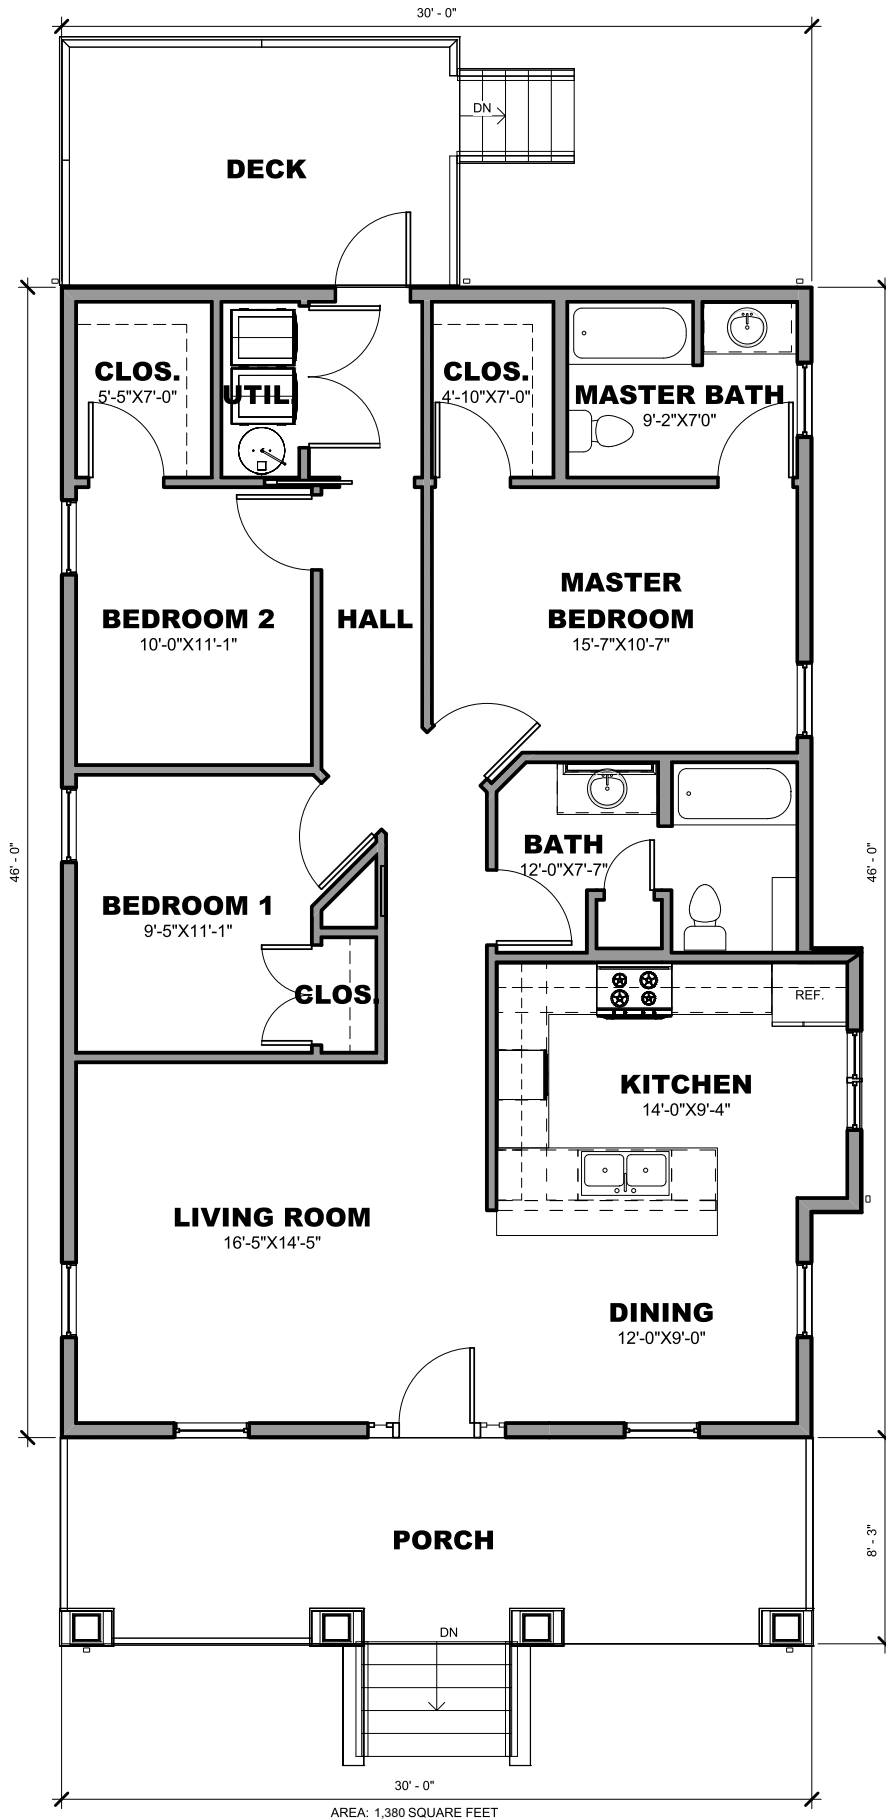 30' - 0"
DN
DECK
CLOS.
5'-5"X7'-0"
UTIL.
CLOS.
4'-10"X7'-0"
MASTER BATH
9'-2"X7'0"
BEDROOM 2
10'-0"X11'-1"
HALL
MASTER
BEDROOM
15'-7"X10'-7"
46' - 0"
46' - 0"
BATH
12'-0"X7'-7"
BEDROOM 1
9'-5"X11'-1"
CLOS.
REF.
KITCHEN
14'-0"X9'-4"
LIVING ROOM
16'-5"X14'-5"
DINING
12'-0"X9'-0"
PORCH
8' - 3"
DN
30' - 0"
AREA: 1,380 SQUARE FEET